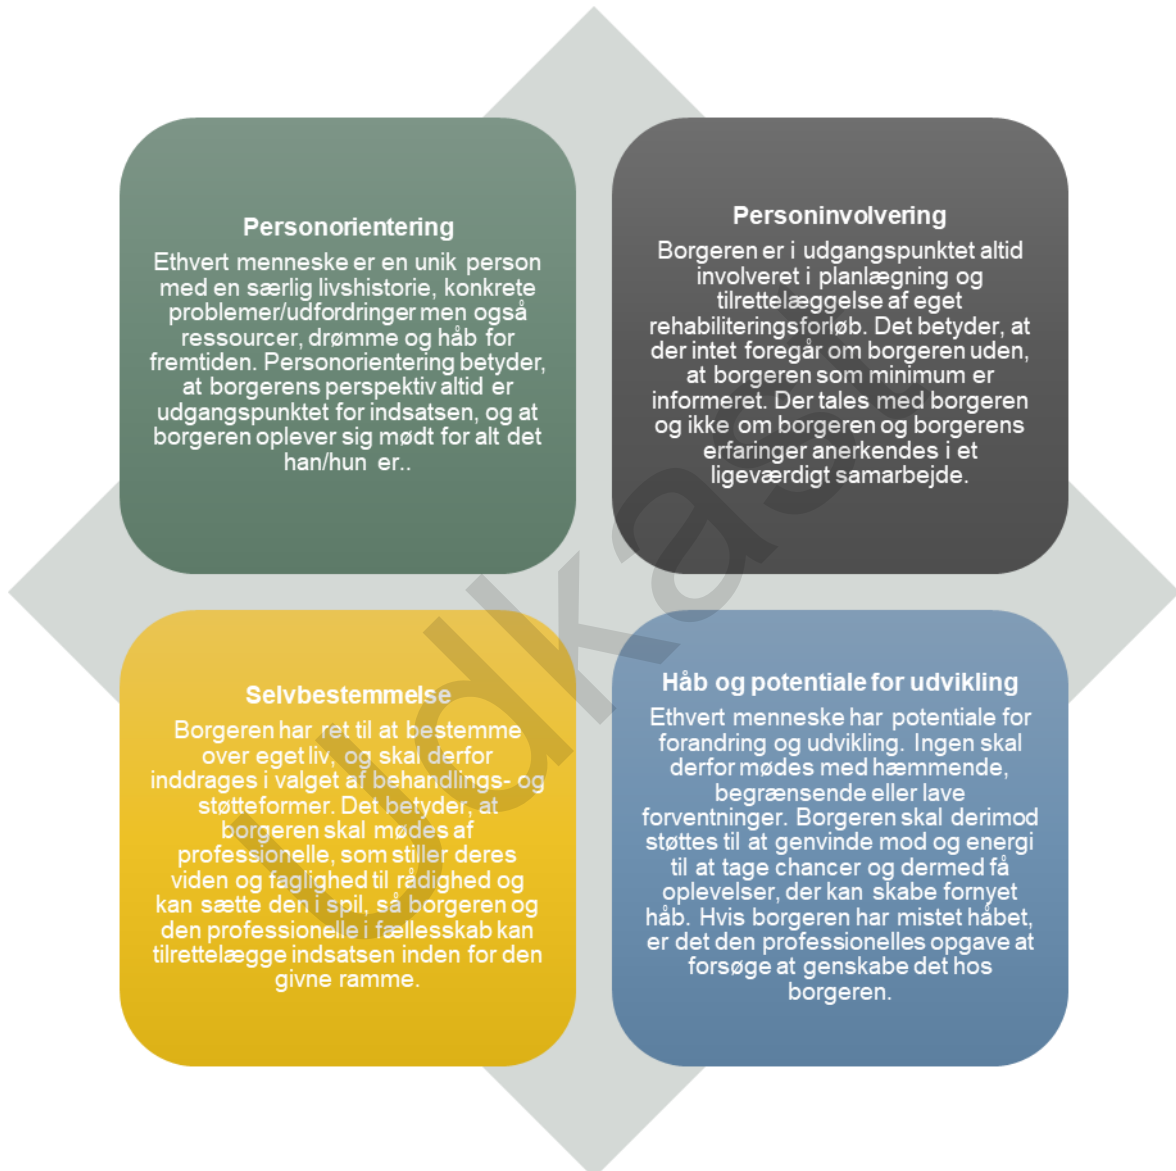 Personorientering
Ethvert menneske er en unik person
med en særlig livshistorie, konkrete
problemer/udfordringer men også
ressourcer, drømme og håb for
fremtiden. Personorientering betyder,
at borgerens perspektiv altid er
udgangspunktet for indsatsen, og at
borgeren oplever sig mødt for alt det
han/hun er..
Personinvolvering
Borgeren er i udgangspunktet altid
involveret i planlægning og
tilrettelæggelse af eget
rehabiliteringsforløb. Det betyder, at
der intet foregår om borgeren uden,
at borgeren som minimum er
informeret. Der tales med borgeren
og ikke om borgeren og borgerens
erfaringer anerkendes i et
ligeværdigt samarbejde.
Selvbestemmelse
Borgeren har ret til at bestemme
over eget liv, og skal derfor
inddrages i valget af behandlings- og
støtteformer. Det betyder, at
borgeren skal mødes af
professionelle, som stiller deres
viden og faglighed til rådighed og
kan sætte den i spil, så borgeren og
den professionelle i fællesskab kan
tilrettelægge indsatsen inden for den
givne ramme.
Håb og potentiale for udvikling
Ethvert menneske har potentiale for
forandring og udvikling. Ingen skal
derfor mødes med hæmmende,
begrænsende eller lave
forventninger. Borgeren skal derimod
støttes til at genvinde mod og energi
til at tage chancer og dermed få
oplevelser, der kan skabe fornyet
håb. Hvis borgeren har mistet håbet,
er det den professionelles opgave at
forsøge at genskabe det hos
borgeren.
Udkast